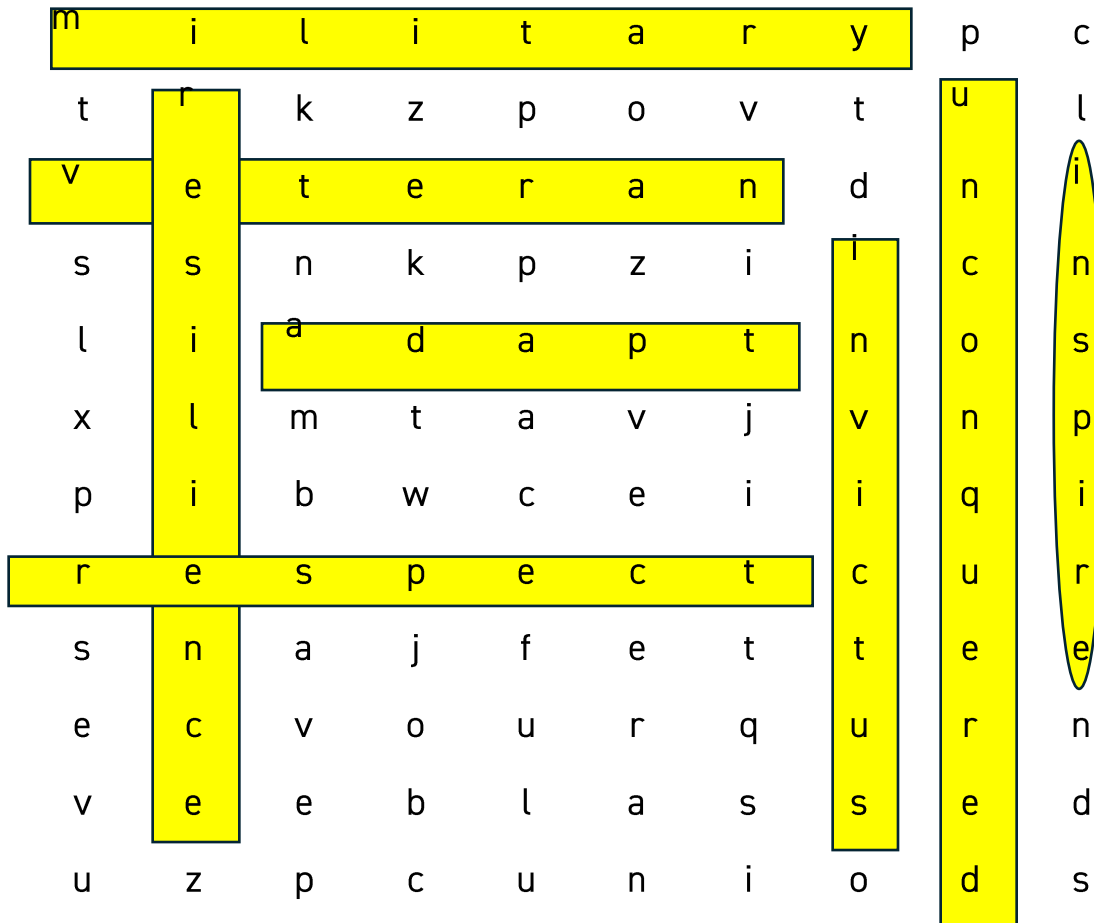 m i l i t a r y p c
t r k z p o v t u l
v e t e r a n d n i
s s n k p z i i c n
l i a d a p t n o s
x l m t a v j v n p
p i b w c e i i q i
r e s p e c t c u r
s n a j f e t t e e
e c v o u r q u r n
v e e b l a s s e d
u z p c u n i o d s